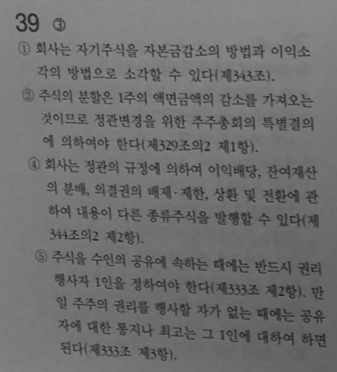 39 ③
① 회사는 자기주식을 자본금감소의 방법과 이익소
각의 방법으로 소각할 수 있다(제343조).
② 주식의 분할은 1주의 액면금액의 감소를 가져오는
것이므로 정관변경을 위한 주주총회의 특별결의
에 의하여야 한다(제329조의2 제1항).
④ 회사는 정관의 규정에 의하여 이익배당, 잔여재산
의 분배, 의결권의 배제·제한, 상환 및 전환에 관
하여 내용이 다른 종류주식을 발행할 수 있다(제
344조의2 제2항).
⑤ 주식을 수인의 공유에 속하는 때에는 반드시 권리
행사자 1인을 정하여야 한다(제333조 제2항). 만
일 주주의 권리를 행사할 자가 없는 때에는 공유
자에 대한 통지나 최고는 그 1인에 대하여 하면
된다(제333조 제3항).